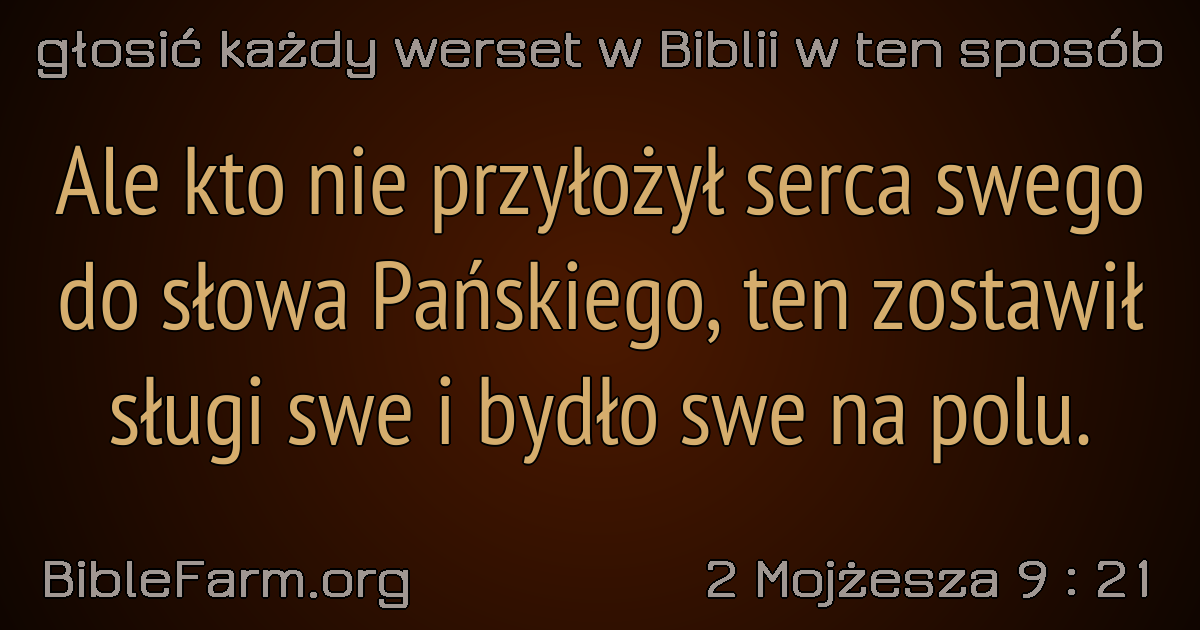 głosić każdy werset w Biblii w ten sposób
Ale kto nie przyłożył serca swego
do słowa Pańskiego, ten zostawił
sługi swe i bydło swe na polu.
BibleFarm.org
2 Mojżesza 9 : 21